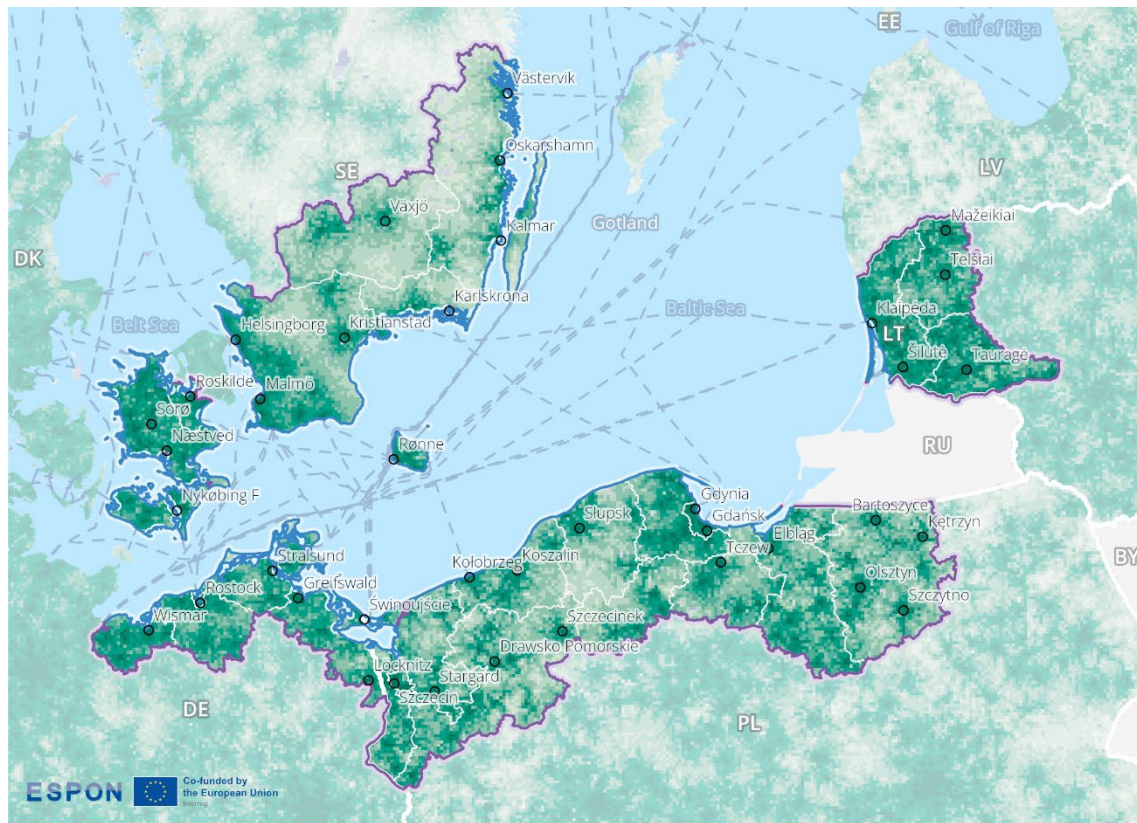 EE
Gulf of Riga
Västervik
Oskarshamn
SE
LV
Växjö
Gotland
Mažeikiai
Kalmar
DK
Telšiai
Karlskrona
Baltic Sea
Klaipėda
Belt Sea
Helsingborg
Kristianstad
LT
Šilutė
Tauragė
Roskilde
Malmö
Sorø
Næstved
Rønne
RU
Nykøbing F
Gdynia
Bartoszyce
Słupsk
Gdańsk
Kętrzyn
Elbląg
Stralsund
Koszalin
Tczew
BY
Kołobrzeg
Rostock
Greifswald
Olsztyn
Świnoujście
Szczytno
Wismar
Szczecinek
Drawsko Pomorskie
Löcknitz
Stargard
Szczecin
DE
PL
ESPON
Co-funded by
the European Union
Interreg